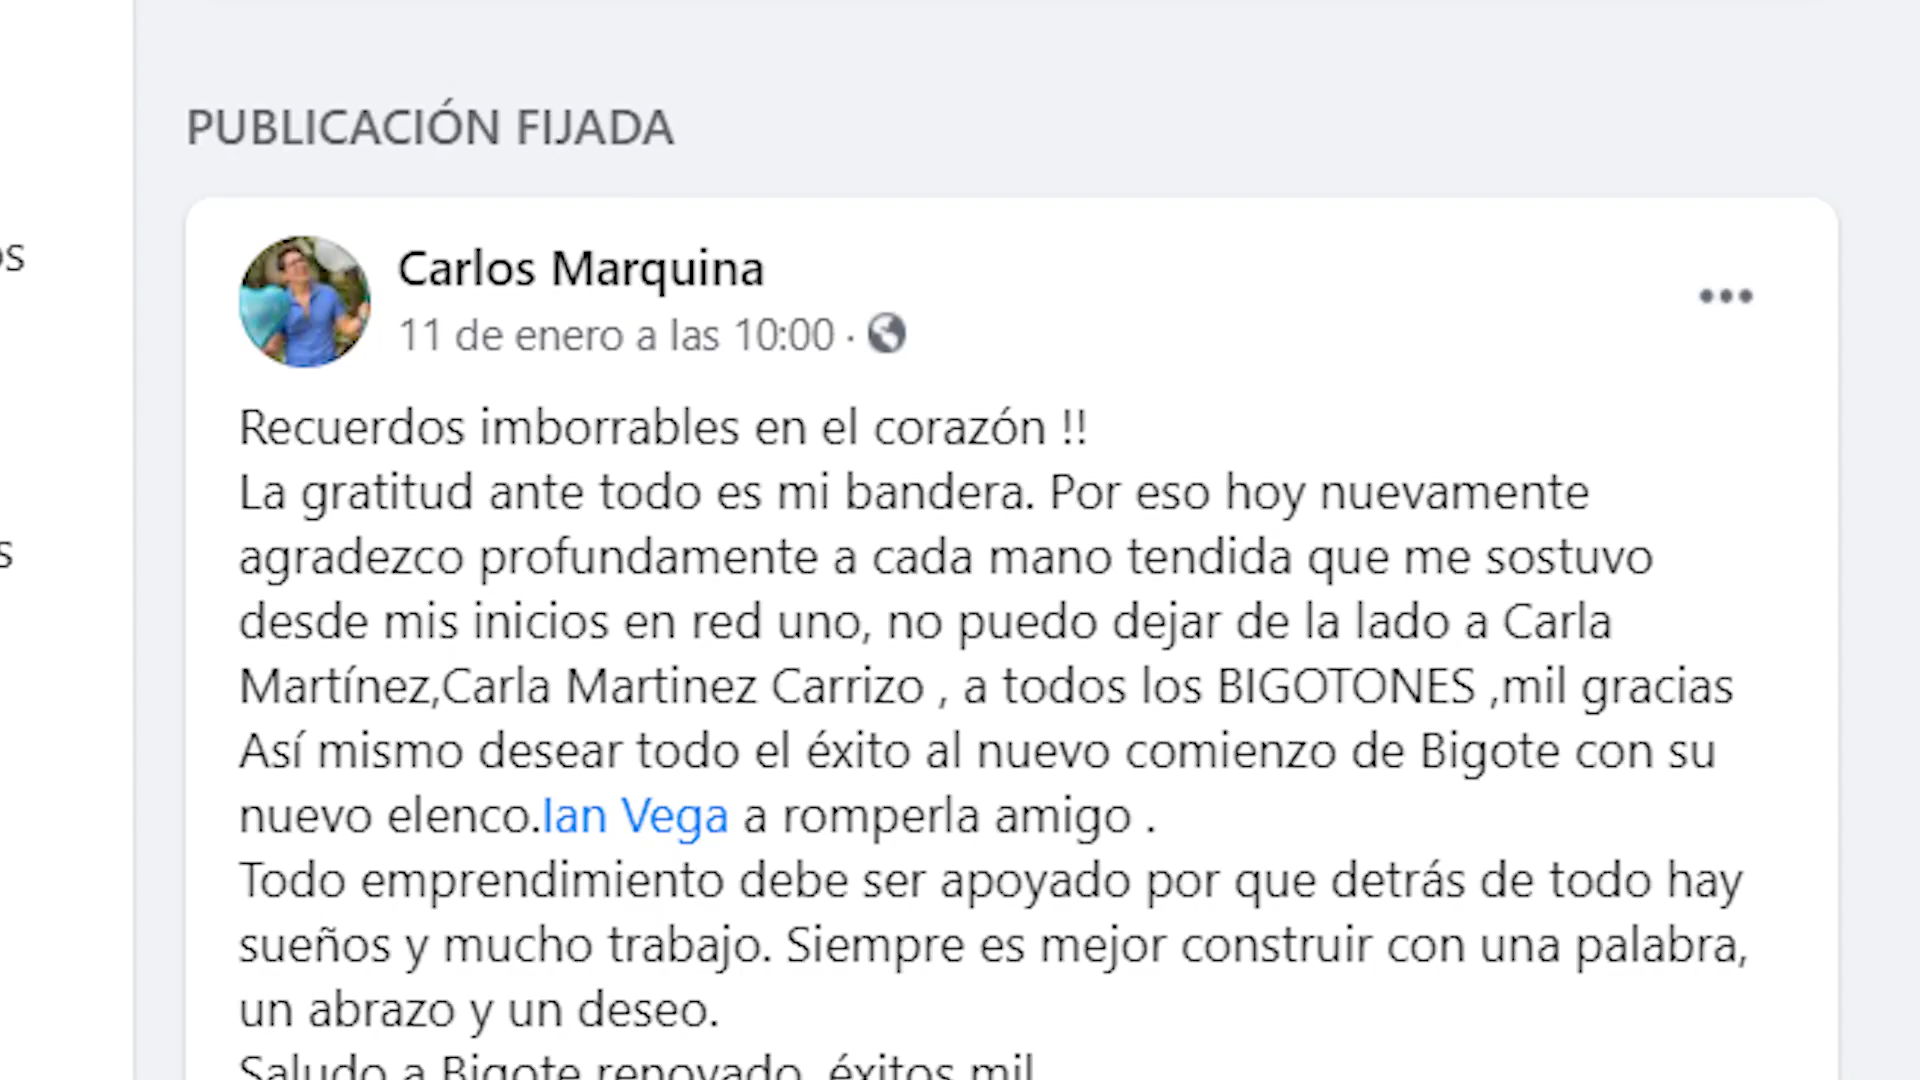 PUBLICACIÓN FIJADA
os
Carlos Marquina
11 de enero a las 10:00 ·
Recuerdos imborrables en el corazón !!
La gratitud ante todo es mi bandera. Por eso hoy nuevamente
agradezco profundamente a cada mano tendida que me sostuvo
s
desde mis inicios en red uno, no puedo dejar de la lado a Carla
Martínez,Carla Martinez Carrizo , a todos los BIGOTONES ,mil gracias
Así mismo desear todo el éxito al nuevo comienzo de Bigote con su
nuevo elenco.Ian Vega a romperla amigo .
Todo emprendimiento debe ser apoyado por que detrás de todo hay
sueños y mucho trabajo. Siempre es mejor construir con una palabra,
un abrazo y un deseo.
Saludo a Bigote renovado, éxitos mil